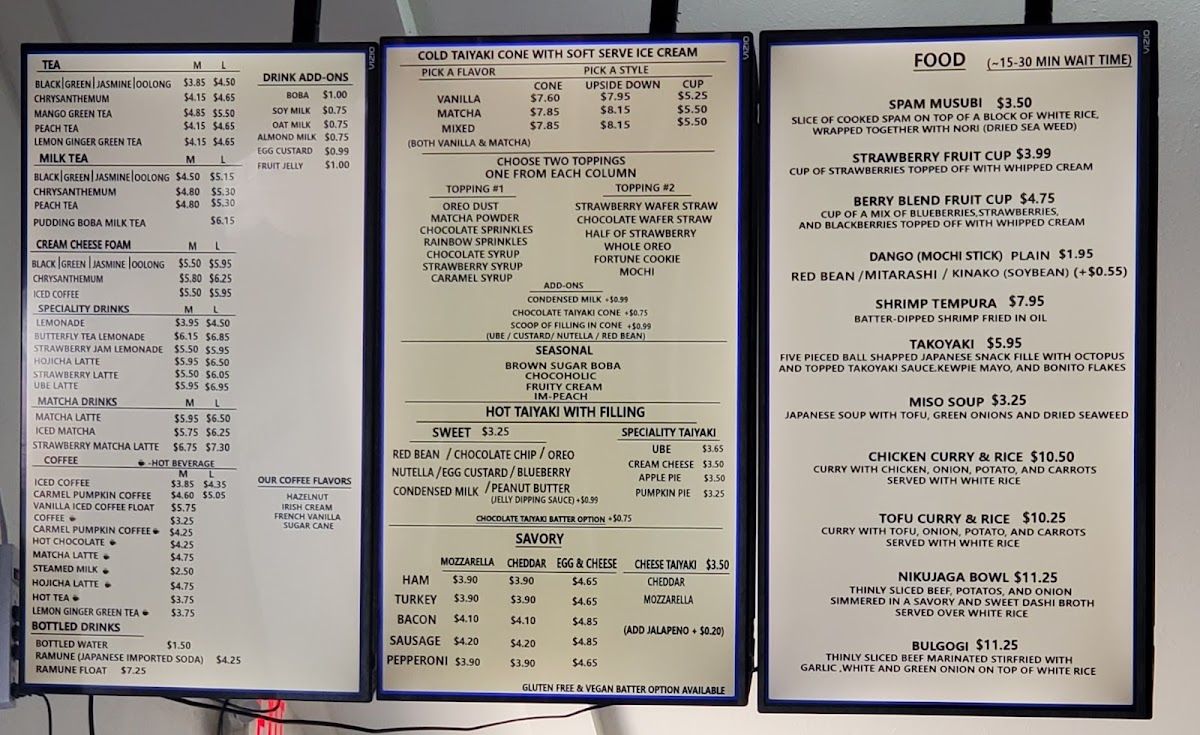 TEA M L
BLACK|GREEN|JASMINE|OOLONG $3.85 $4.50
CHRYSANTHEMUM $4.15 $4.65
MANGO GREEN TEA $4.85 $5.50
PEACH TEA $4.15 $4.65
LEMON GINGER GREEN TEA $4.15 $4.65
MILK TEA M L
BLACK|GREEN|JASMINE|OOLONG $4.50 $5.15
CHRYSANTHEMUM $4.80 $5.30
PEACH TEA $4.80 $5.30
PUDDING BOBA MILK TEA $6.15
CREAM CHEESE FOAM M L
BLACK|GREEN|JASMINE|OOLONG $5.50 $5.95
CHRYSANTHEMUM $5.80 $6.25
ICED COFFEE $5.50 $5.95
SPECIALITY DRINKS M L
LEMONADE $3.95 $4.50
BUTTERFLY TEA LEMONADE $6.15 $6.85
STRAWBERRY JAM LEMONADE $5.50 $5.95
HOJICHA LATTE $5.95 $6.50
STRAWBERRY LATTE $5.50 $6.05
UBE LATTE $5.95 $6.95
MATCHA DRINKS M L
MATCHA LATTE $5.95 $6.50
ICED MATCHA $5.75 $6.25
STRAWBERRY MATCHA LATTE $6.75 $7.30
COFFEE -HOT BEVERAGE
M L
ICED COFFEE $3.85 $4.35
CARMEL PUMPKIN COFFEE $4.60 $5.05
VANILLA ICED COFFEE FLOAT $5.75
COFFEE $3.25
CARMEL PUMPKIN COFFEE $4.25
HOT CHOCOLATE $4.25
MATCHA LATTE $4.75
STEAMED MILK $2.50
HOJICHA LATTE $4.75
HOT TEA $3.75
LEMON GINGER GREEN TEA $3.75
BOTTLED DRINKS
BOTTLED WATER $1.50
RAMUNE (JAPANESE IMPORTED SODA) $4.25
RAMUNE FLOAT $7.25
DRINK ADD-ONS
BOBA $1.00
SOY MILK $0.75
OAT MILK $0.75
ALMOND MILK $0.75
EGG CUSTARD $0.99
FRUIT JELLY $1.00
OUR COFFEE FLAVORS
HAZELNUT
IRISH CREAM
FRENCH VANILLA
SUGAR CANE
VIZIO
COLD TAIYAKI CONE WITH SOFT SERVE ICE CREAM
PICK A FLAVOR PICK A STYLE
CONE UPSIDE DOWN CUP
VANILLA $7.60 $7.95 $5.25
MATCHA $7.85 $8.15 $5.50
MIXED $7.85 $8.15 $5.50
(BOTH VANILLA & MATCHA)
CHOOSE TWO TOPPINGS
ONE FROM EACH COLUMN
TOPPING #1
OREO DUST
MATCHA POWDER
CHOCOLATE SPRINKLES
RAINBOW SPRINKLES
CHOCOLATE SYRUP
STRAWBERRY SYRUP
CARAMEL SYRUP
TOPPING #2
STRAWBERRY WAFER STRAW
CHOCOLATE WAFER STRAW
HALF OF STRAWBERRY
WHOLE OREO
FORTUNE COOKIE
MOCHI
ADD-ONS
CONDENSED MILK +$0.99
CHOCOLATE TAIYAKI CONE +$0.75
SCOOP OF FILLING IN CONE +$0.99
(UBE / CUSTARD/ NUTELLA / RED BEAN)
SEASONAL
BROWN SUGAR BOBA
CHOCOHOLIC
FRUITY CREAM
IM-PEACH
HOT TAIYAKI WITH FILLING
SWEET $3.25
RED BEAN / CHOCOLATE CHIP / OREO
NUTELLA/EGG CUSTARD/BLUEBERRY
CONDENSED MILK /PEANUT BUTTER
(JELLY DIPPING SAUCE) +$0.99
SPECIALITY TAIYAKI
UBE $3.65
CREAM CHEESE $3.50
APPLE PIE $3.50
PUMPKIN PIE $3.25
CHOCOLATE TAIYAKI BATTER OPTION +$0.75
SAVORY
MOZZARELLA CHEDDAR EGG & CHEESE
HAM $3.90 $3.90 $4.65
TURKEY $3.90 $3.90 $4.65
BACON $4.10 $4.10 $4.85
SAUSAGE $4.20 $4.20 $4.85
PEPPERONI $3.90 $3.90 $4.65
CHEESE TAIYAKI $3.50
CHEDDAR
MOZZARELLA
(ADD JALAPENO + $0.20)
GLUTEN FREE & VEGAN BATTER OPTION AVAILABLE
VIZIO
FOOD (~15-30 MIN WAIT TIME)
SPAM MUSUBI $3.50
SLICE OF COOKED SPAM ON TOP OF A BLOCK OF WHITE RICE,
WRAPPED TOGETHER WITH NORI (DRIED SEA WEED)
STRAWBERRY FRUIT CUP $3.99
CUP OF STRAWBERRIES TOPPED OFF WITH WHIPPED CREAM
BERRY BLEND FRUIT CUP $4.75
CUP OF A MIX OF BLUEBERRIES,STRAWBERRIES,
AND BLACKBERRIES TOPPED OFF WITH WHIPPED CREAM
DANGO (MOCHI STICK) PLAIN $1.95
RED BEAN /MITARASHI / KINAKO (SOYBEAN) (+$0.55)
SHRIMP TEMPURA $7.95
BATTER-DIPPED SHRIMP FRIED IN OIL
TAKOYAKI $5.95
FIVE PIECED BALL SHAPPED JAPANESE SNACK FILLE WITH OCTOPUS
AND TOPPED TAKOYAKI SAUCE.KEWPIE MAYO, AND BONITO FLAKES
MISO SOUP $3.25
JAPANESE SOUP WITH TOFU, GREEN ONIONS AND DRIED SEAWEED
CHICKEN CURRY & RICE $10.50
CURRY WITH CHICKEN, ONION, POTATO, AND CARROTS
SERVED WITH WHITE RICE
TOFU CURRY & RICE $10.25
CURRY WITH TOFU, ONION, POTATO, AND CARROTS
SERVED WITH WHITE RICE
NIKUJAGA BOWL $11.25
THINLY SLICED BEEF, POTATOS, AND ONION
SIMMERED IN A SAVORY AND SWEET DASHI BROTH
SERVED OVER WHITE RICE
BULGOGI $11.25
THINLY SLICED BEEF MARINATED STIRFRIED WITH
GARLIC ,WHITE AND GREEN ONION ON TOP OF WHITE RICE
VIZIO